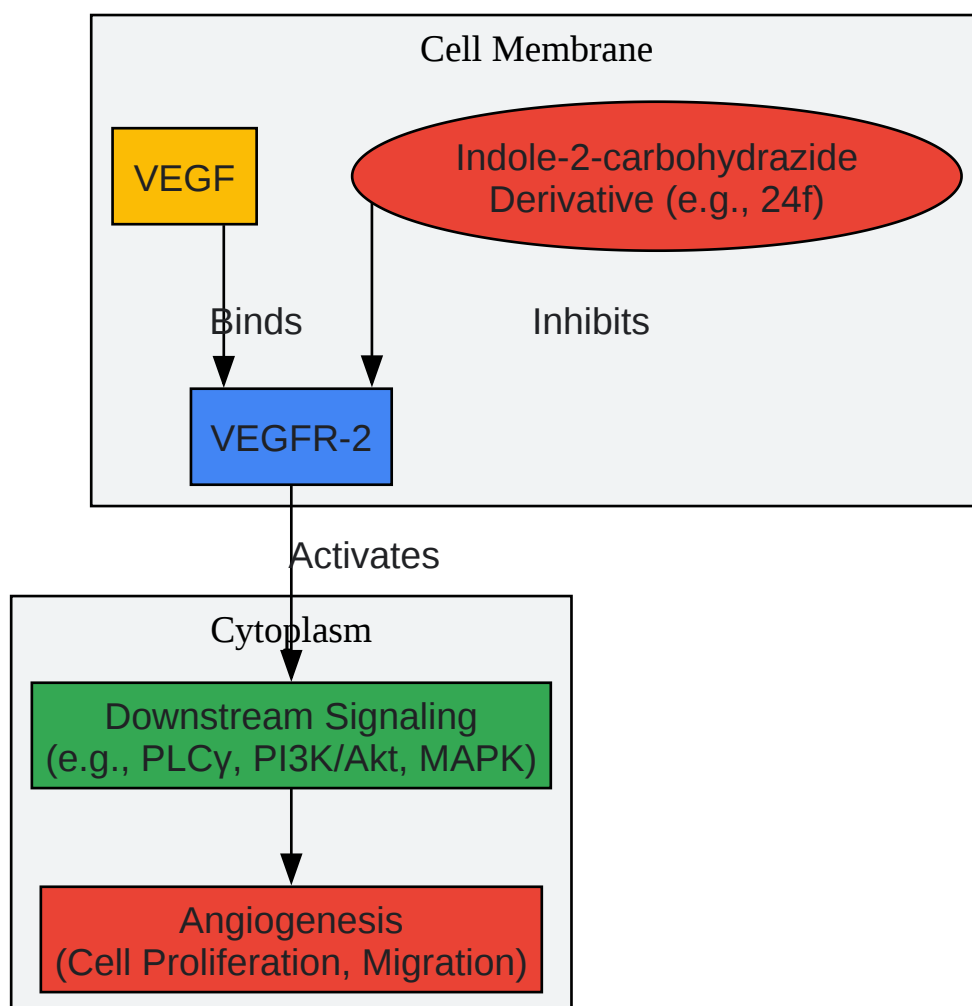 Cell Membrane
VEGF
Indole-2-carbohydrazide
Derivative (e.g., 24f)
Binds
Inhibits
VEGFR-2
Activates
Cytoplasm
Downstream Signaling
(e.g., PLCγ, PI3K/Akt, MAPK)
Angiogenesis
(Cell Proliferation, Migration)